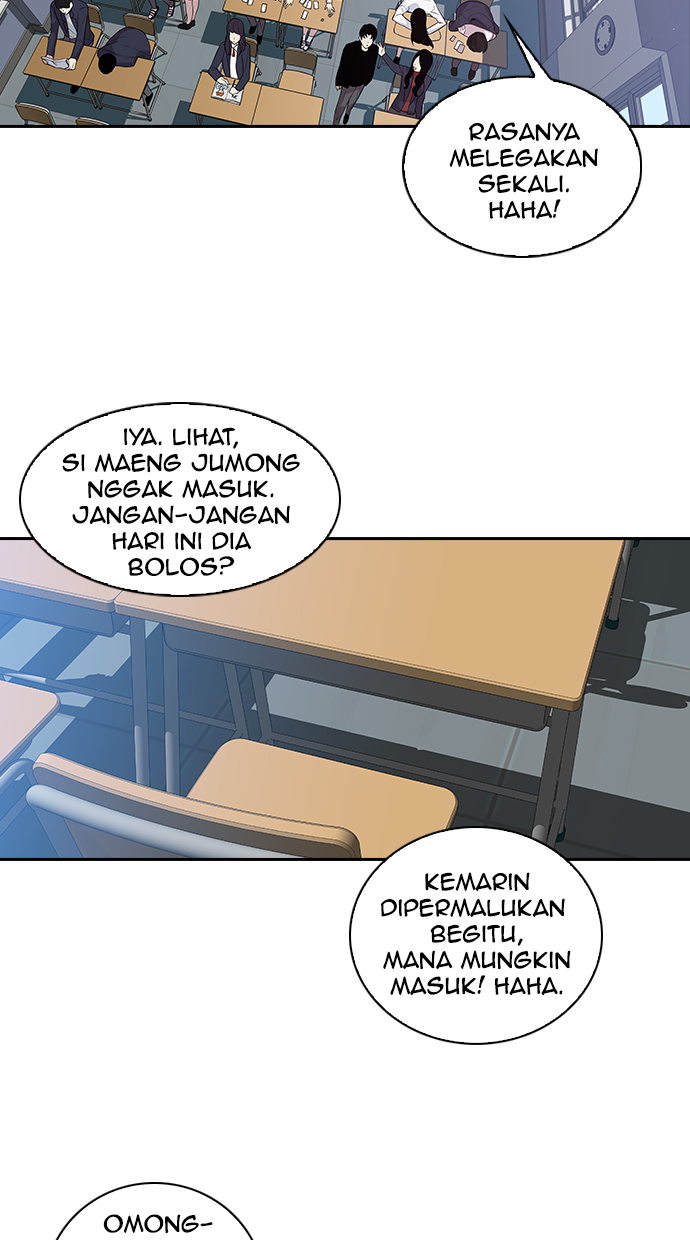 RASANYA
MELEGAKAN
SEKALI.
HAHA!
IYA. LIHAT,
SI MAENG JUMONG
NGGAK MASUK.
JANGAN-JANGAN
HARI INI DIA
BOLOS?
KEMARIN
DIPERMALUKAN
BEGITU,
MANA MUNGKIN
MASUK! HAHA.
OMONG-